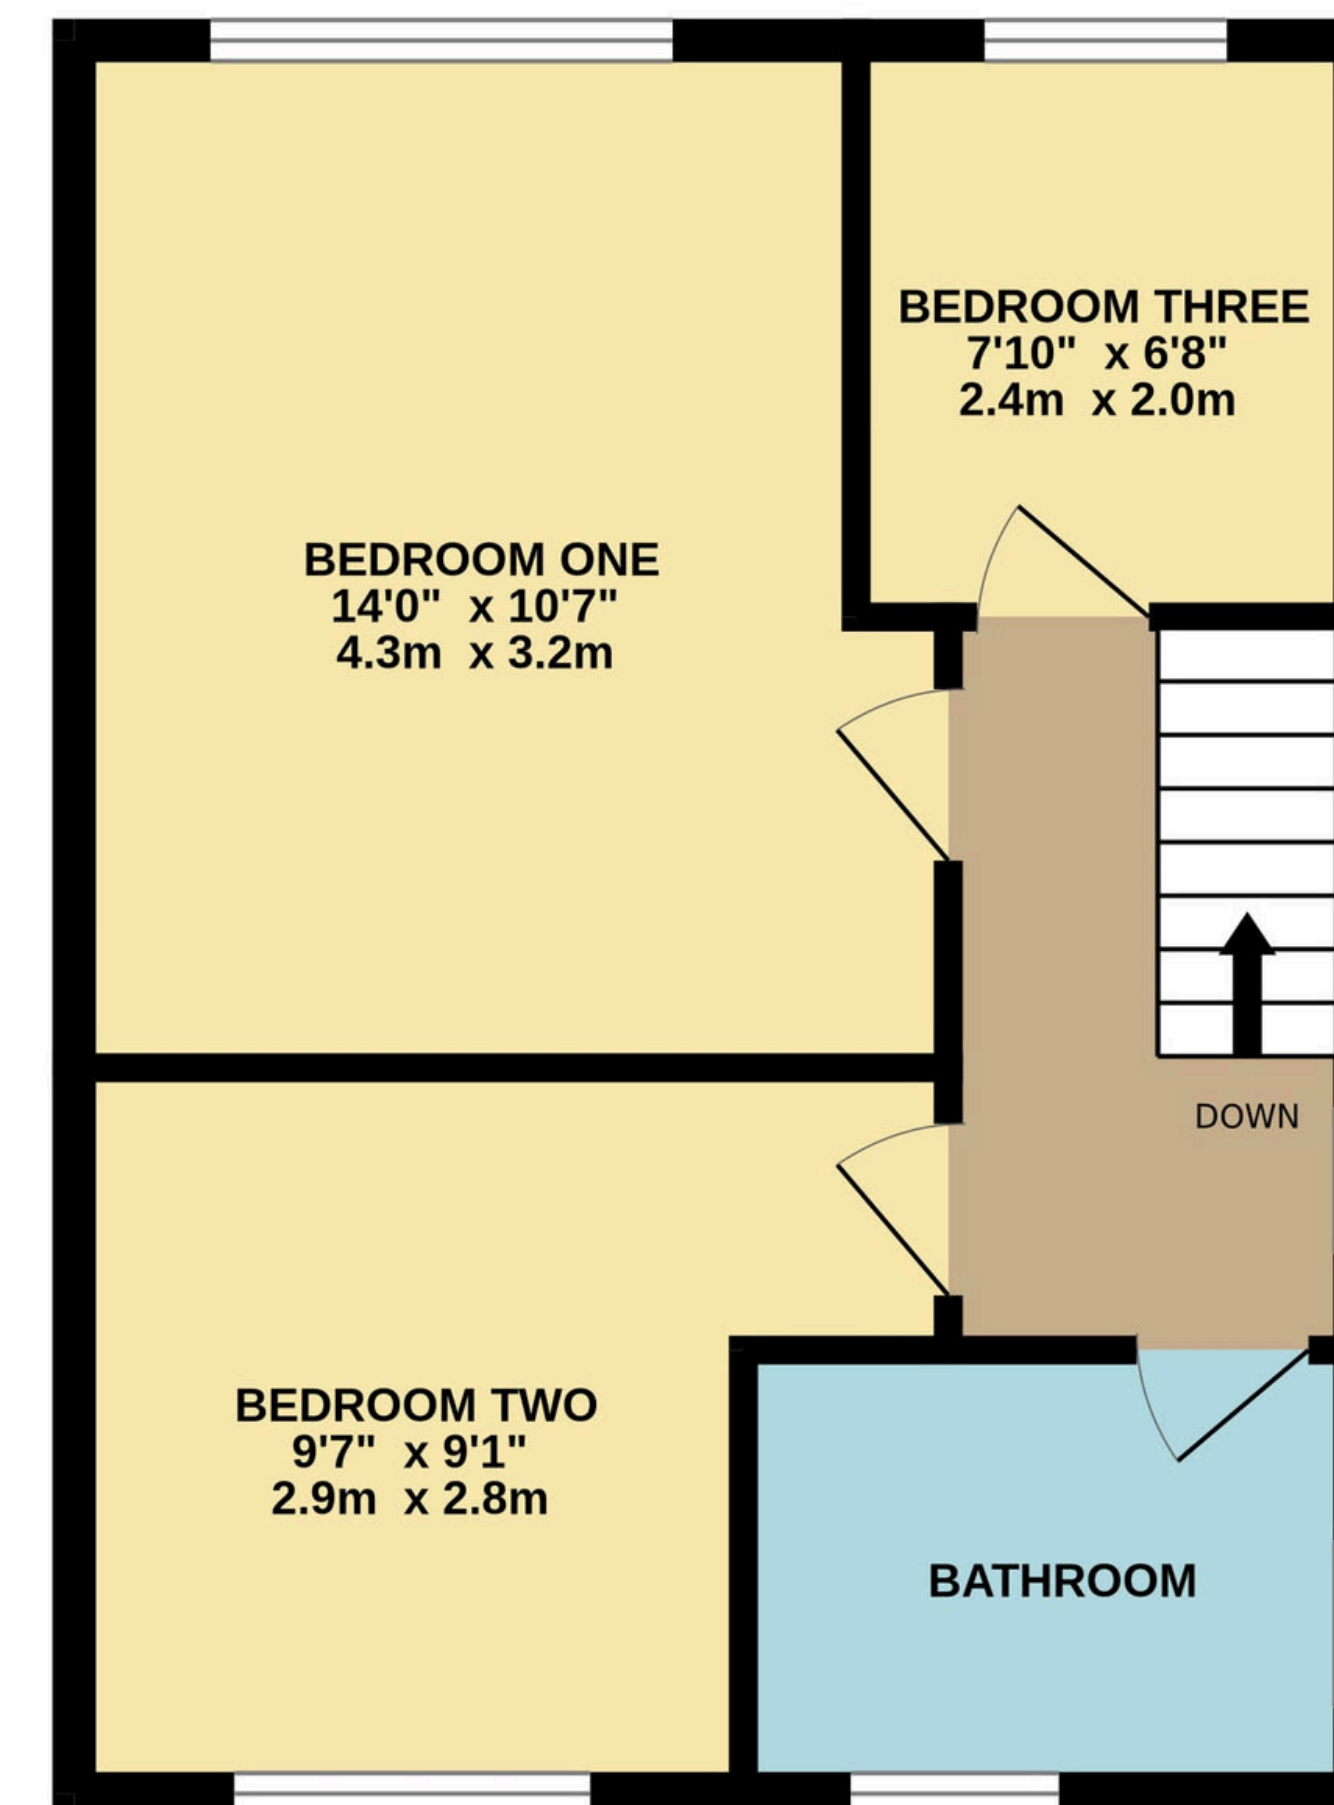 BEDROOM THREE
7'10"  x 6'8"
2.4m  x 2.0m
BEDROOM ONE
14'0"  x 10'7"
4.3m  x 3.2m
DOWN
BEDROOM TWO
9'7"  x 9'1"
2.9m  x 2.8m
BATHROOM